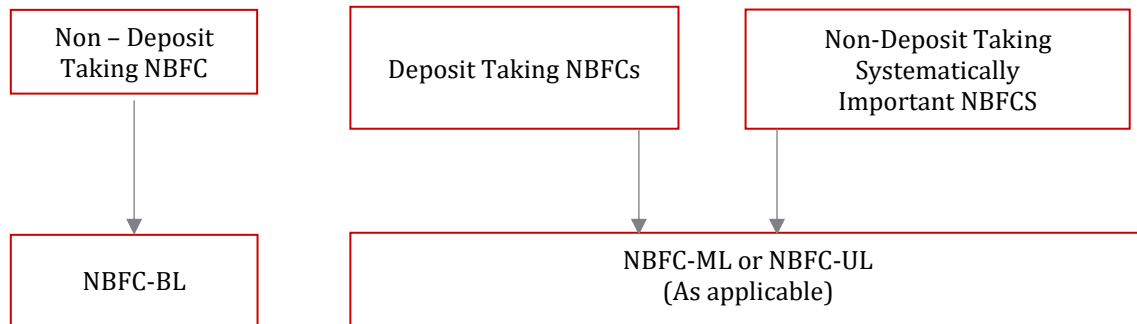 Non – Deposit
Taking NBFC
Deposit Taking NBFCs
Non-Deposit Taking
Systematically
Important NBFCS
NBFC-BL
NBFC-ML or NBFC-UL
(As applicable)